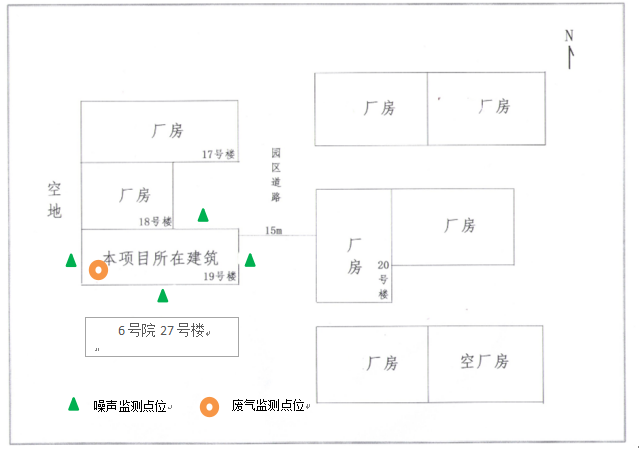 N
厂房
厂房
厂房
17号楼
园区道路
空地
厂房
18号楼
厂房
15m
厂房
20号楼
本项目所在建筑
19号楼
6号院27号楼
厂房
空厂房
噪声监测点位
废气监测点位